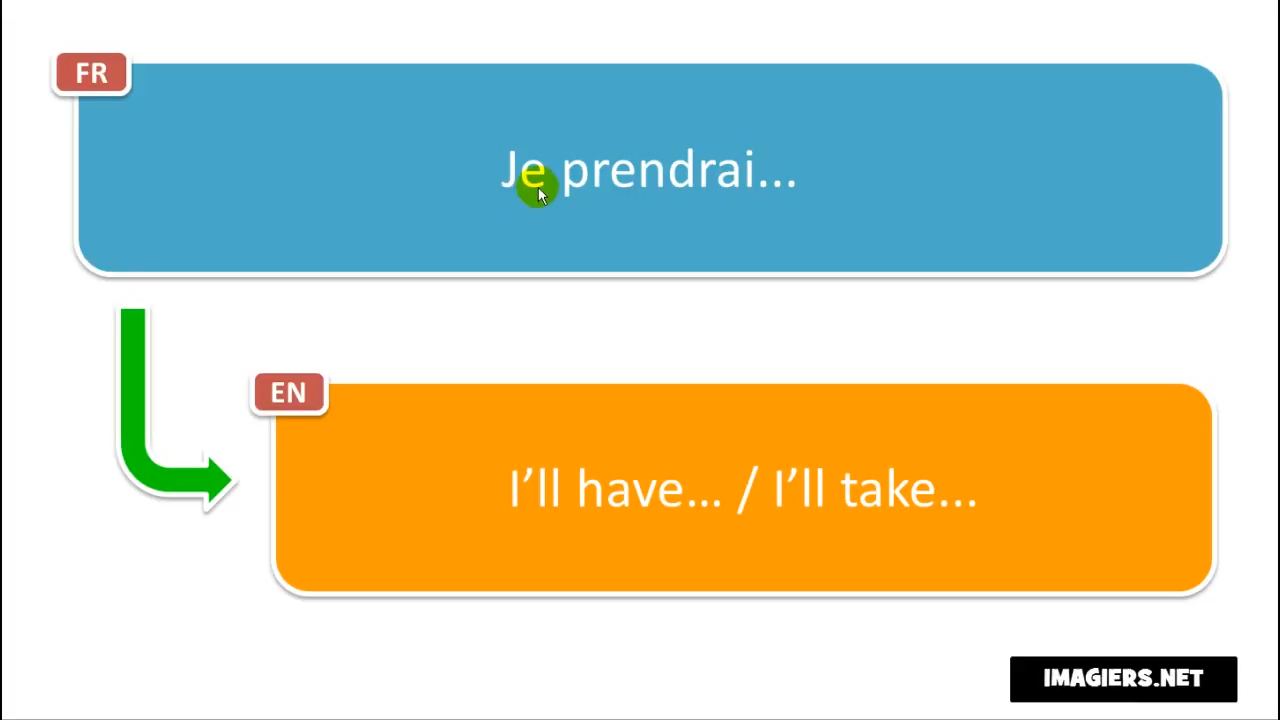 FR
Je prendrai...
EN
I’ll have... / I’ll take...
IMAGIERS.NET